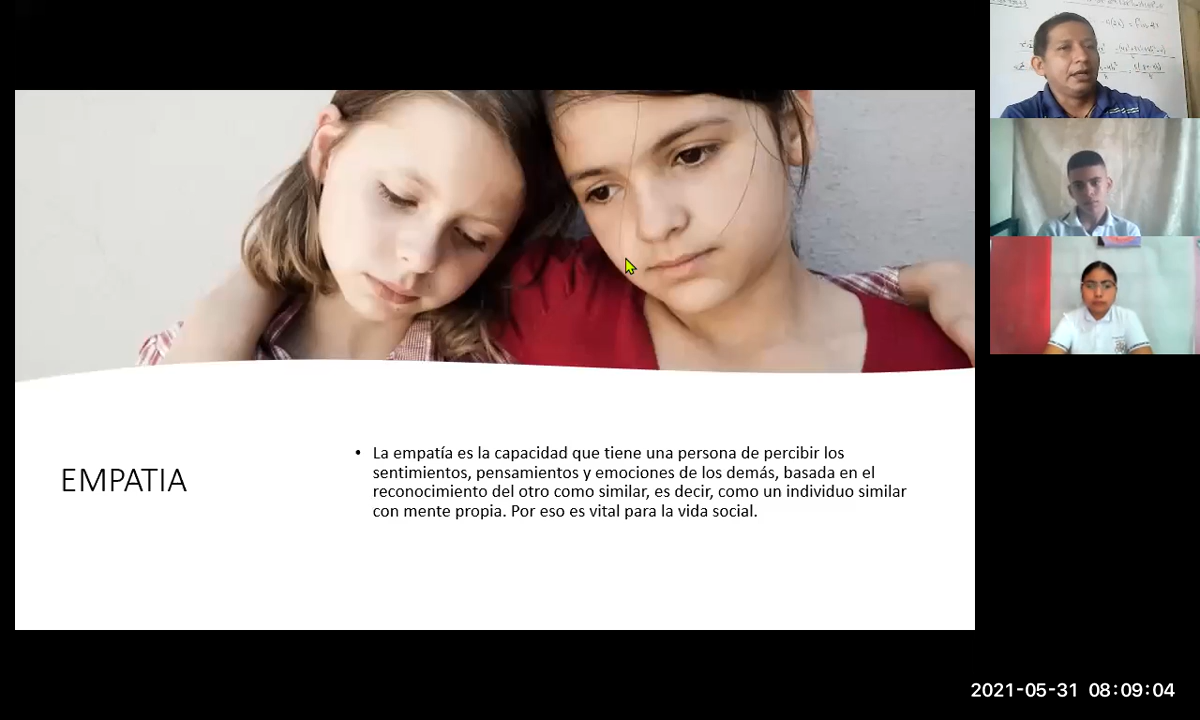 EMPATIA
• La empatía es la capacidad que tiene una persona de percibir los
sentimientos, pensamientos y emociones de los demás, basada en el
reconocimiento del otro como similar, es decir, como un individuo similar
con mente propia. Por eso es vital para la vida social.
2021-05-31 08:09:04